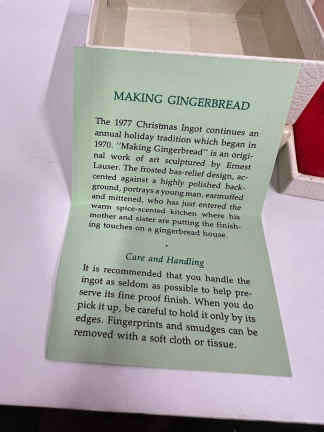 MAKING GINGERBREAD
The 1977 Christmas Ingot continues an
annual holiday tradition which began in
1970. "Making Gingerbread" is an origi-
nal work of art sculptured by Ernest
Lauser. The frosted bas-relief design, ac-
cented against a highly polished back-
ground, portrays a young man, earmuffed
and mittened, who has just entered the
warm spice-scented kitchen where his
mother and sister are putting the finish-
ing touches on a gingerbread house.
•
Care and Handling
It is recommended that you handle the
ingot as seldom as possible to help pre-
serve its fine proof finish. When you do
pick it up, be careful to hold it only by its
edges. Fingerprints and smudges can be
removed with a soft cloth or tissue.